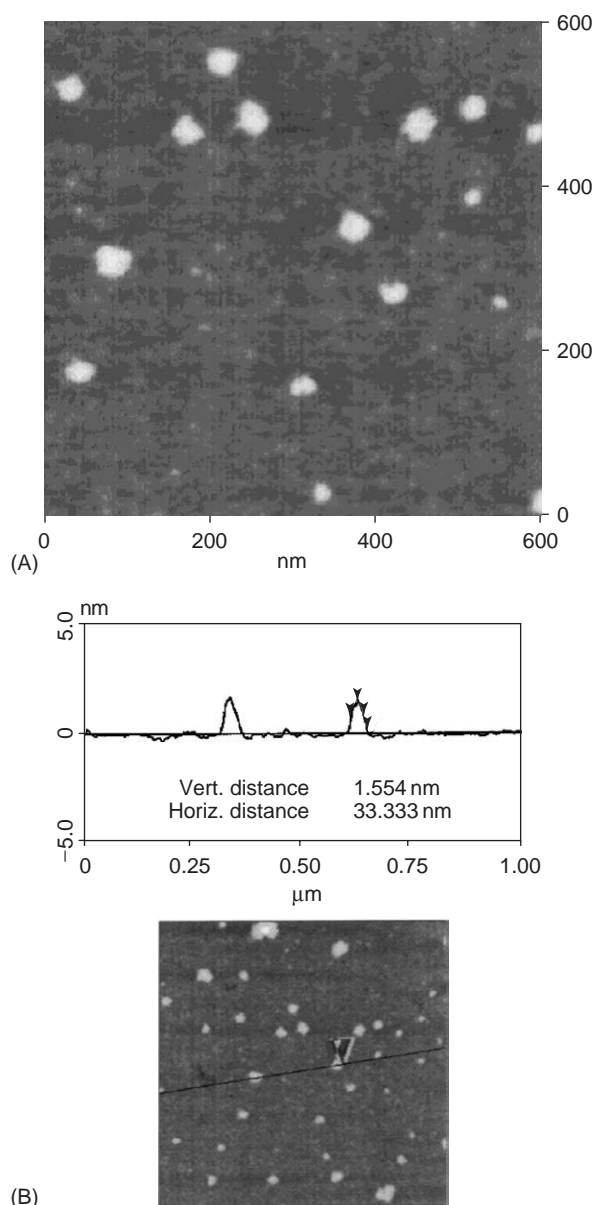 600
400
200
0
0 200 400 600
nm
(A)
nm
5.0
0
−5.0
Vert. distance 1.554 nm
Horiz. distance 33.333 nm
0 0.25 0.50 0.75 1.00
μm
(B)